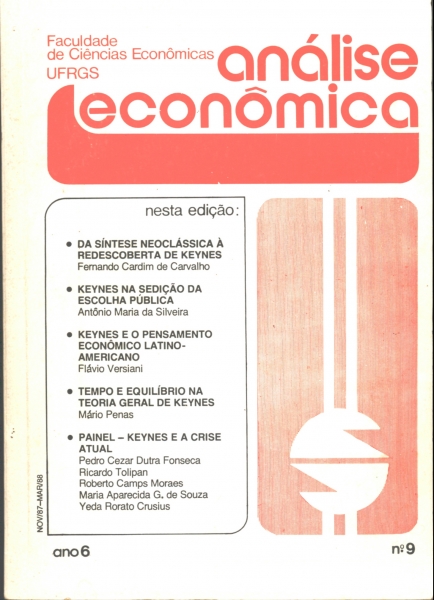 Faculdade
de Ciências Econômicas
UFRGS
análise
econômica
nesta edição:
• DA SÍNTESE NEOCLÁSSICA À
REDESCOBERTA DE KEYNES
Fernando Cardim de Carvalho
• KEYNES NA SEDIÇÃO DA
ESCOLHA PÚBLICA
Antônio Maria da Silveira
• KEYNES E O PENSAMENTO
ECONÔMICO LATINO-
AMERICANO
Flávio Versiani
• TEMPO E EQUILÍBRIO NA
TEORIA GERAL DE KEYNES
Mário Penas
• PAINEL – KEYNES E A CRISE
ATUAL
Pedro Cezar Dutra Fonseca
Ricardo Tolipan
Roberto Camps Moraes
Maria Aparecida G. de Souza
Yeda Rorato Crusius
NOV/87–MAR/88
ano 6
nº 9